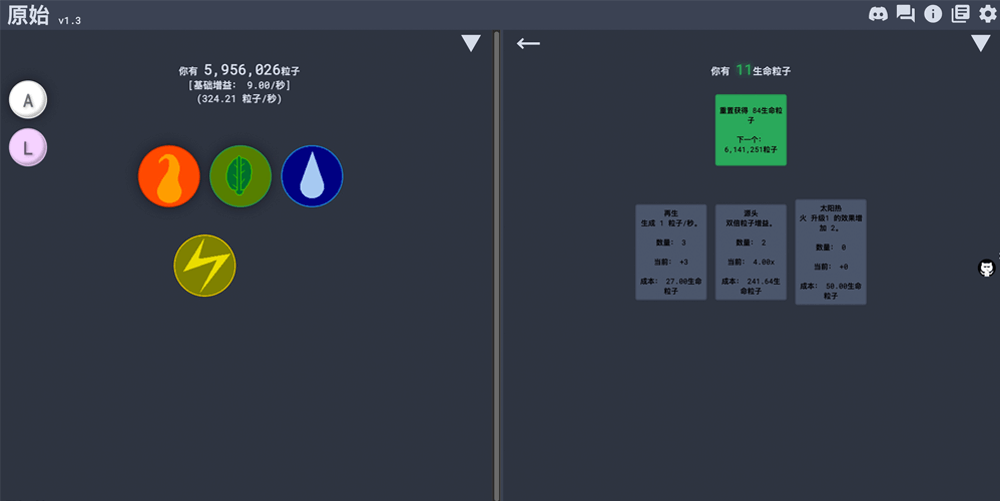 原始 v1.3
你有 5,956,026粒子
[基础增益: 9.00/秒]
(324.21 粒子/秒)
A
L
你有 11生命粒子
重置获得 84生命粒
子
下一个:
6,141,251粒子
再生
生成 1 粒子/秒。
数量: 3
当前: +3
成本: 27.00生命
粒子
源头
双倍粒子增益。
数量: 2
当前: 4.00x
成本: 241.64生
命粒子
太阳热
火 升级1 的效果增
加 2。
数量: 0
当前: +0
成本: 50.00生命
粒子